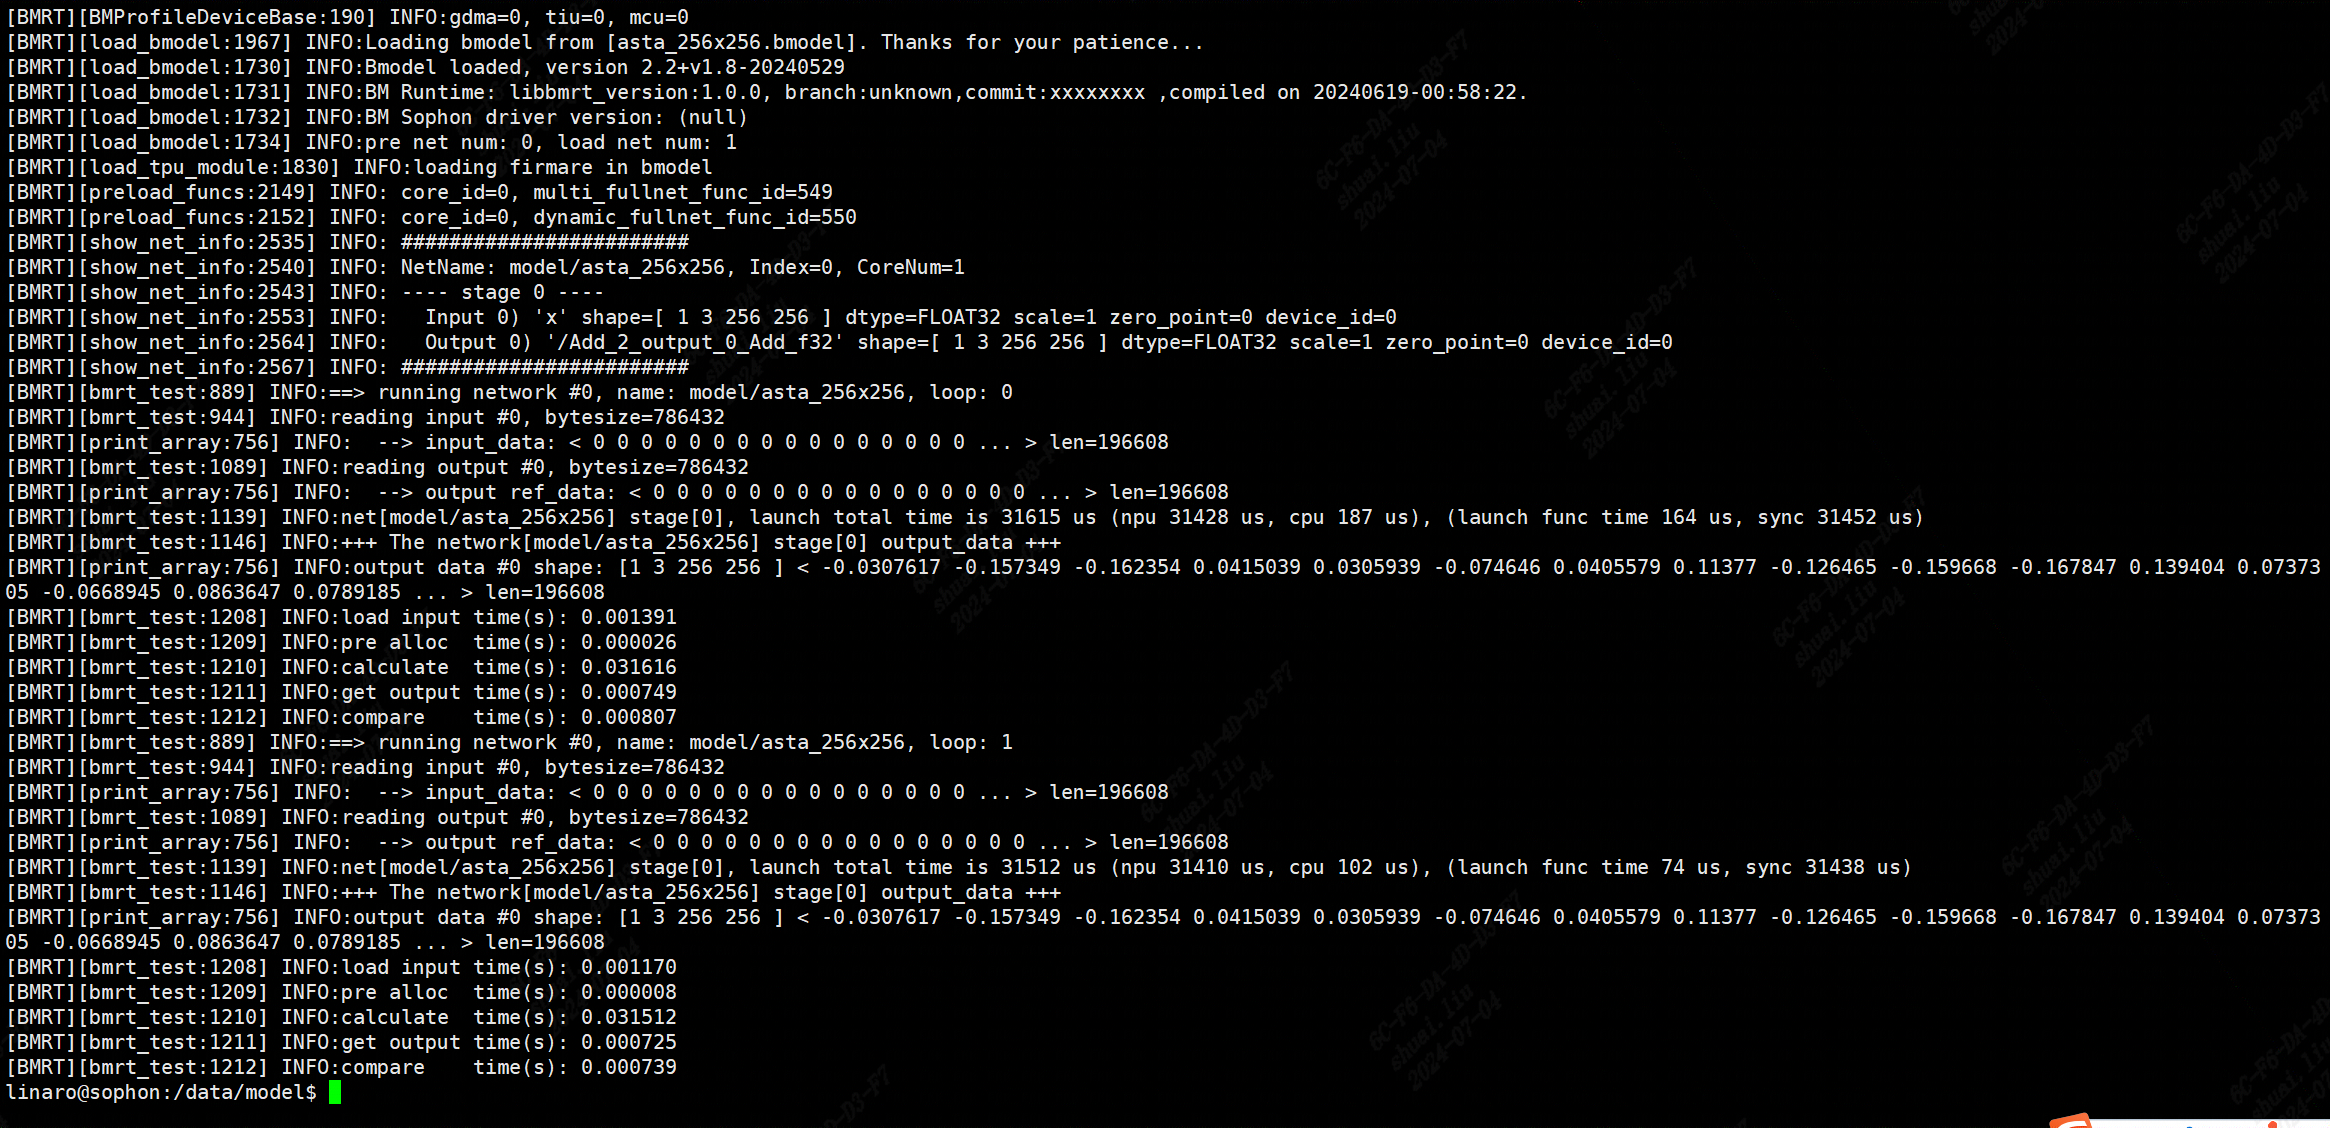 [BMRT][BMProfileDeviceBase:190] INFO:gdma=0, tiu=0, mcu=0
[BMRT][load_bmodel:1967] INFO:Loading bmodel from [asta_256x256.bmodel]. Thanks for your patience...
[BMRT][load_bmodel:1730] INFO:Bmodel loaded, version 2.2+v1.8-20240529
[BMRT][load_bmodel:1731] INFO:BM Runtime: libbmrt_version:1.0.0, branch:unknown,commit:xxxxxxxx ,compiled on 20240619-00:58:22.
[BMRT][load_bmodel:1732] INFO:BM Sophon driver version: (null)
[BMRT][load_bmodel:1734] INFO:pre net num: 0, load net num: 1
[BMRT][load_tpu_module:1830] INFO:loading firmare in bmodel
[BMRT][preload_funcs:2149] INFO: core_id=0, multi_fullnet_func_id=549
[BMRT][preload_funcs:2152] INFO: core_id=0, dynamic_fullnet_func_id=550
[BMRT][show_net_info:2535] INFO: ########################
[BMRT][show_net_info:2540] INFO: NetName: model/asta_256x256, Index=0, CoreNum=1
[BMRT][show_net_info:2543] INFO: ---- stage 0 ----
[BMRT][show_net_info:2553] INFO:   Input 0) 'x' shape=[ 1 3 256 256 ] dtype=FLOAT32 scale=1 zero_point=0 device_id=0
[BMRT][show_net_info:2564] INFO:   Output 0) '/Add_2_output_0_Add_f32' shape=[ 1 3 256 256 ] dtype=FLOAT32 scale=1 zero_point=0 device_id=0
[BMRT][show_net_info:2567] INFO: ########################
[BMRT][bmrt_test:889] INFO:==> running network #0, name: model/asta_256x256, loop: 0
[BMRT][bmrt_test:944] INFO:reading input #0, bytesize=786432
[BMRT][print_array:756] INFO:  --> input_data: < 0 0 0 0 0 0 0 0 0 0 0 0 0 0 0 0 ... > len=196608
[BMRT][bmrt_test:1089] INFO:reading output #0, bytesize=786432
[BMRT][print_array:756] INFO:  --> output ref_data: < 0 0 0 0 0 0 0 0 0 0 0 0 0 0 0 0 ... > len=196608
[BMRT][bmrt_test:1139] INFO:net[model/asta_256x256] stage[0], launch total time is 31615 us (npu 31428 us, cpu 187 us), (launch func time 164 us, sync 31452 us)
[BMRT][bmrt_test:1146] INFO:+++ The network[model/asta_256x256] stage[0] output_data +++
[BMRT][print_array:756] INFO:output data #0 shape: [1 3 256 256 ] < -0.0307617 -0.157349 -0.162354 0.0415039 0.0305939 -0.074646 0.0405579 0.11377 -0.126465 -0.159668 -0.167847 0.139404 0.07373
05 -0.0668945 0.0863647 0.0789185 ... > len=196608
[BMRT][bmrt_test:1208] INFO:load input time(s): 0.001391
[BMRT][bmrt_test:1209] INFO:pre alloc  time(s): 0.000026
[BMRT][bmrt_test:1210] INFO:calculate  time(s): 0.031616
[BMRT][bmrt_test:1211] INFO:get output time(s): 0.000749
[BMRT][bmrt_test:1212] INFO:compare    time(s): 0.000807
[BMRT][bmrt_test:889] INFO:==> running network #0, name: model/asta_256x256, loop: 1
[BMRT][bmrt_test:944] INFO:reading input #0, bytesize=786432
[BMRT][print_array:756] INFO:  --> input_data: < 0 0 0 0 0 0 0 0 0 0 0 0 0 0 0 0 ... > len=196608
[BMRT][bmrt_test:1089] INFO:reading output #0, bytesize=786432
[BMRT][print_array:756] INFO:  --> output ref_data: < 0 0 0 0 0 0 0 0 0 0 0 0 0 0 0 0 ... > len=196608
[BMRT][bmrt_test:1139] INFO:net[model/asta_256x256] stage[0], launch total time is 31512 us (npu 31410 us, cpu 102 us), (launch func time 74 us, sync 31438 us)
[BMRT][bmrt_test:1146] INFO:+++ The network[model/asta_256x256] stage[0] output_data +++
[BMRT][print_array:756] INFO:output data #0 shape: [1 3 256 256 ] < -0.0307617 -0.157349 -0.162354 0.0415039 0.0305939 -0.074646 0.0405579 0.11377 -0.126465 -0.159668 -0.167847 0.139404 0.07373
05 -0.0668945 0.0863647 0.0789185 ... > len=196608
[BMRT][bmrt_test:1208] INFO:load input time(s): 0.001170
[BMRT][bmrt_test:1209] INFO:pre alloc  time(s): 0.000008
[BMRT][bmrt_test:1210] INFO:calculate  time(s): 0.031512
[BMRT][bmrt_test:1211] INFO:get output time(s): 0.000725
[BMRT][bmrt_test:1212] INFO:compare    time(s): 0.000739
linaro@sophon:/data/model$
6C-F6-DA-4D-D3-F7
shuai.liu
2024-07-04